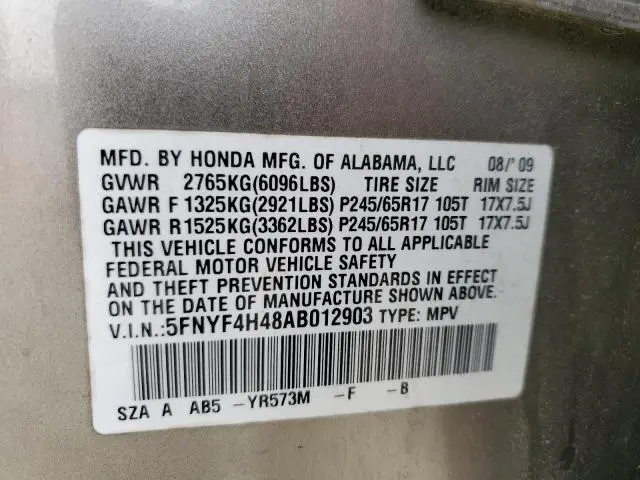 MFD. BY HONDA MFG. OF ALABAMA, LLC 08/'09
GVWR 2765KG(6096LBS) TIRE SIZE RIM SIZE
GAWR F 1325KG(2921LBS) P245/65R17 105T 17X7.5J
GAWR R 1525KG(3362LBS) P245/65R17 105T 17X7.5J
THIS VEHICLE CONFORMS TO ALL APPLICABLE
FEDERAL MOTOR VEHICLE SAFETY
AND THEFT PREVENTION STANDARDS IN EFFECT
ON THE DATE OF MANUFACTURE SHOWN ABOVE.
V.I.N.:5FNYF4H48AB012903 TYPE: MPV
SZA A AB5 -YR573M -F -B